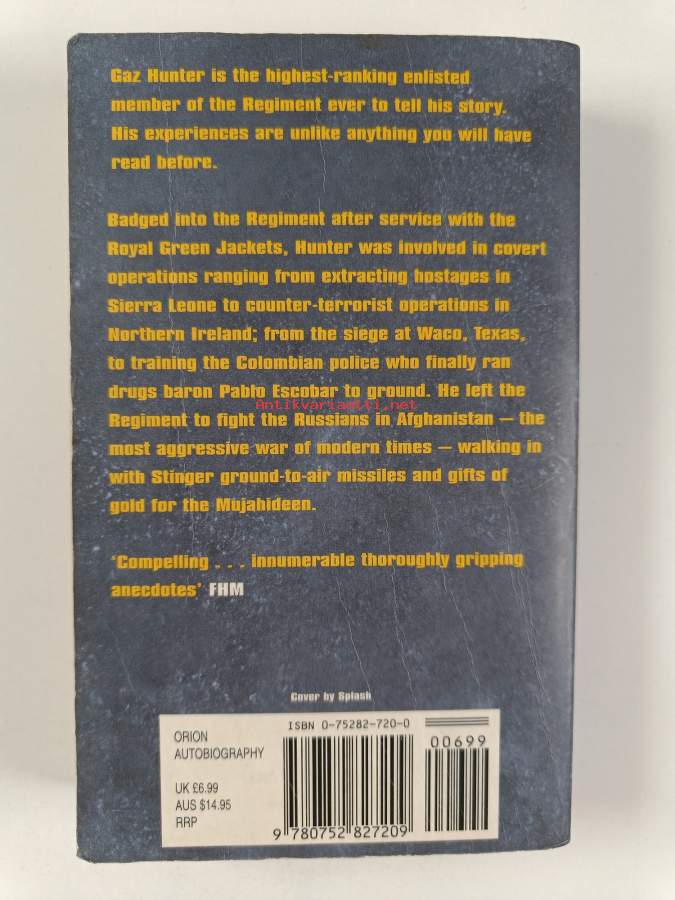 Gaz Hunter is the highest-ranking enlisted
member of the Regiment ever to tell his story.
His experiences are unlike anything you will have
read before.
Badged into the Regiment after service with the
Royal Green Jackets, Hunter was involved in covert
operations ranging from extracting hostages in
Sierra Leone to counter-terrorist operations in
Northern Ireland; from the siege at Waco, Texas,
to training the Colombian police who finally ran
drugs baron Pablo Escobar to ground. He left the
Antikvariaatti.net
Regiment to fight the Russians in Afghanistan – the
most aggressive war of modern times – walking in
with Stinger ground-to-air missiles and gifts of
gold for the Mujahideen.
'Compelling . . . innumerable thoroughly gripping
anecdotes' FHM
Cover by Splash
ORION
AUTOBIOGRAPHY
UK £6.99
AUS $14.95
RRP
ISBN 0-75282-720-0
00699
9 780752 827209